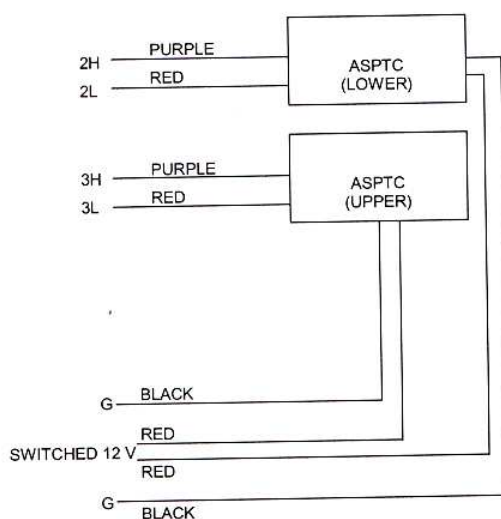 PURPLE
2H
RED
2L
ASPTC
(LOWER)
PURPLE
3H
RED
3L
ASPTC
(UPPER)
BLACK
G
RED
SWITCHED 12 V
RED
G
BLACK